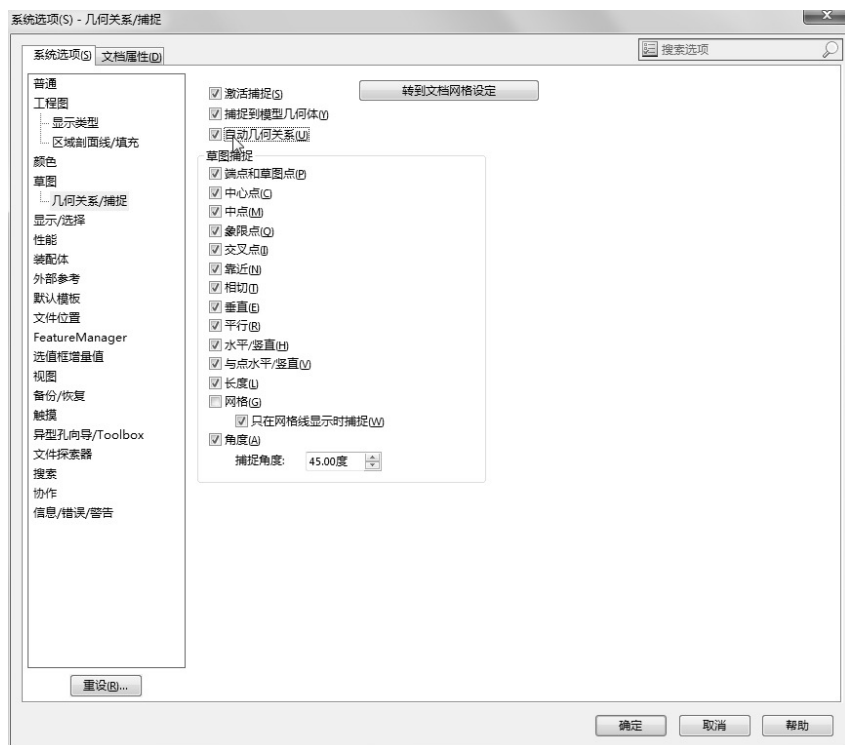 系统选项(S) - 几何关系/捕捉
系统选项(S) 文档属性(D)
搜索选项
普通
工程图
显示类型
区域剖面线/填充
颜色
草图
几何关系/捕捉
显示/选择
性能
装配体
外部参考
默认模板
文件位置
FeatureManager
选值框增量值
视图
备份/恢复
触摸
异型孔向导/Toolbox
文件探索器
搜索
协作
信息/错误/警告
重设(R)...
激活捕捉(S)
转到文档网格设定
捕捉到模型几何体(Y)
自动几何关系(U)
草图捕捉
端点和草图点(P)
中心点(C)
中点(M)
象限点(Q)
交叉点(I)
靠近(N)
相切(T)
垂直(E)
平行(R)
水平/竖直(H)
与点水平/竖直(V)
长度(L)
网格(G)
只在网格线显示时捕捉(W)
角度(A)
捕捉角度: 45.00度
确定 取消 帮助